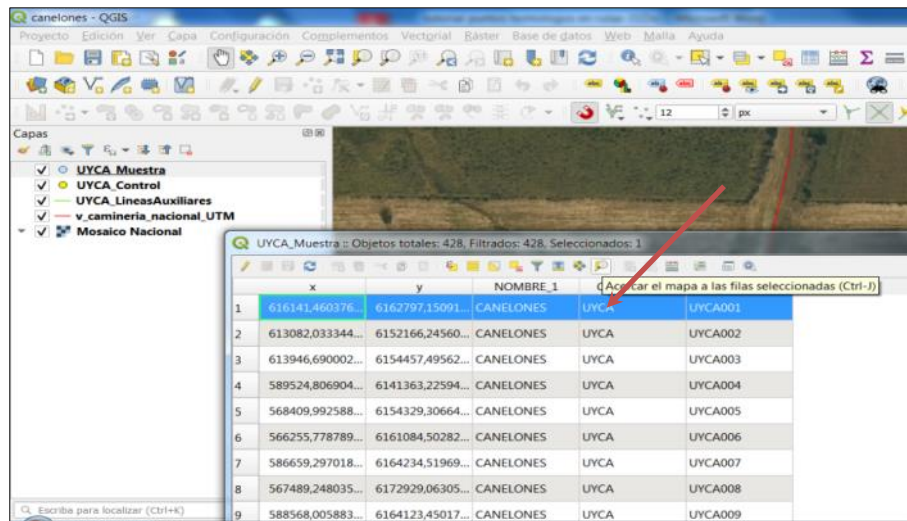 canelones - QGIS
Proyecto Edición Ver Capa Configuración Complementos Vectorial Ráster Base de datos Web Malla Ayuda
12 px
Capas
UYCA_Muestra
UYCA_Control
UYCA_LineasAuxiliares
v_camineria_nacional_UTM
Mosaico Nacional
UYCA_Muestra :: Objetos totales: 428, Filtrados: 428, Seleccionados: 1
x y NOMBRE_1
Acercar el mapa a las filas seleccionadas (Ctrl-J)
1 616141,460376... 6162797,15091... CANELONES UYCA UYCA001
2 613082,033344... 6152166,24560... CANELONES UYCA UYCA002
3 613946,690002... 6154457,49562... CANELONES UYCA UYCA003
4 589524,806904... 6141363,22594... CANELONES UYCA UYCA004
5 568409,992588... 6154329,30664... CANELONES UYCA UYCA005
6 566255,778789... 6161084,50282... CANELONES UYCA UYCA006
7 586659,297018... 6164234,51969... CANELONES UYCA UYCA007
8 567489,248035... 6172929,06305... CANELONES UYCA UYCA008
9 588568,005883... 6164123,45017... CANELONES UYCA UYCA009
Escriba para localizar (Ctrl+K)